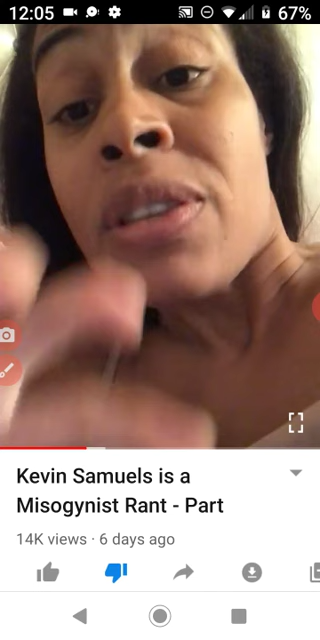 12:05
67%
Kevin Samuels is a
Misogynist Rant - Part
14K views · 6 days ago